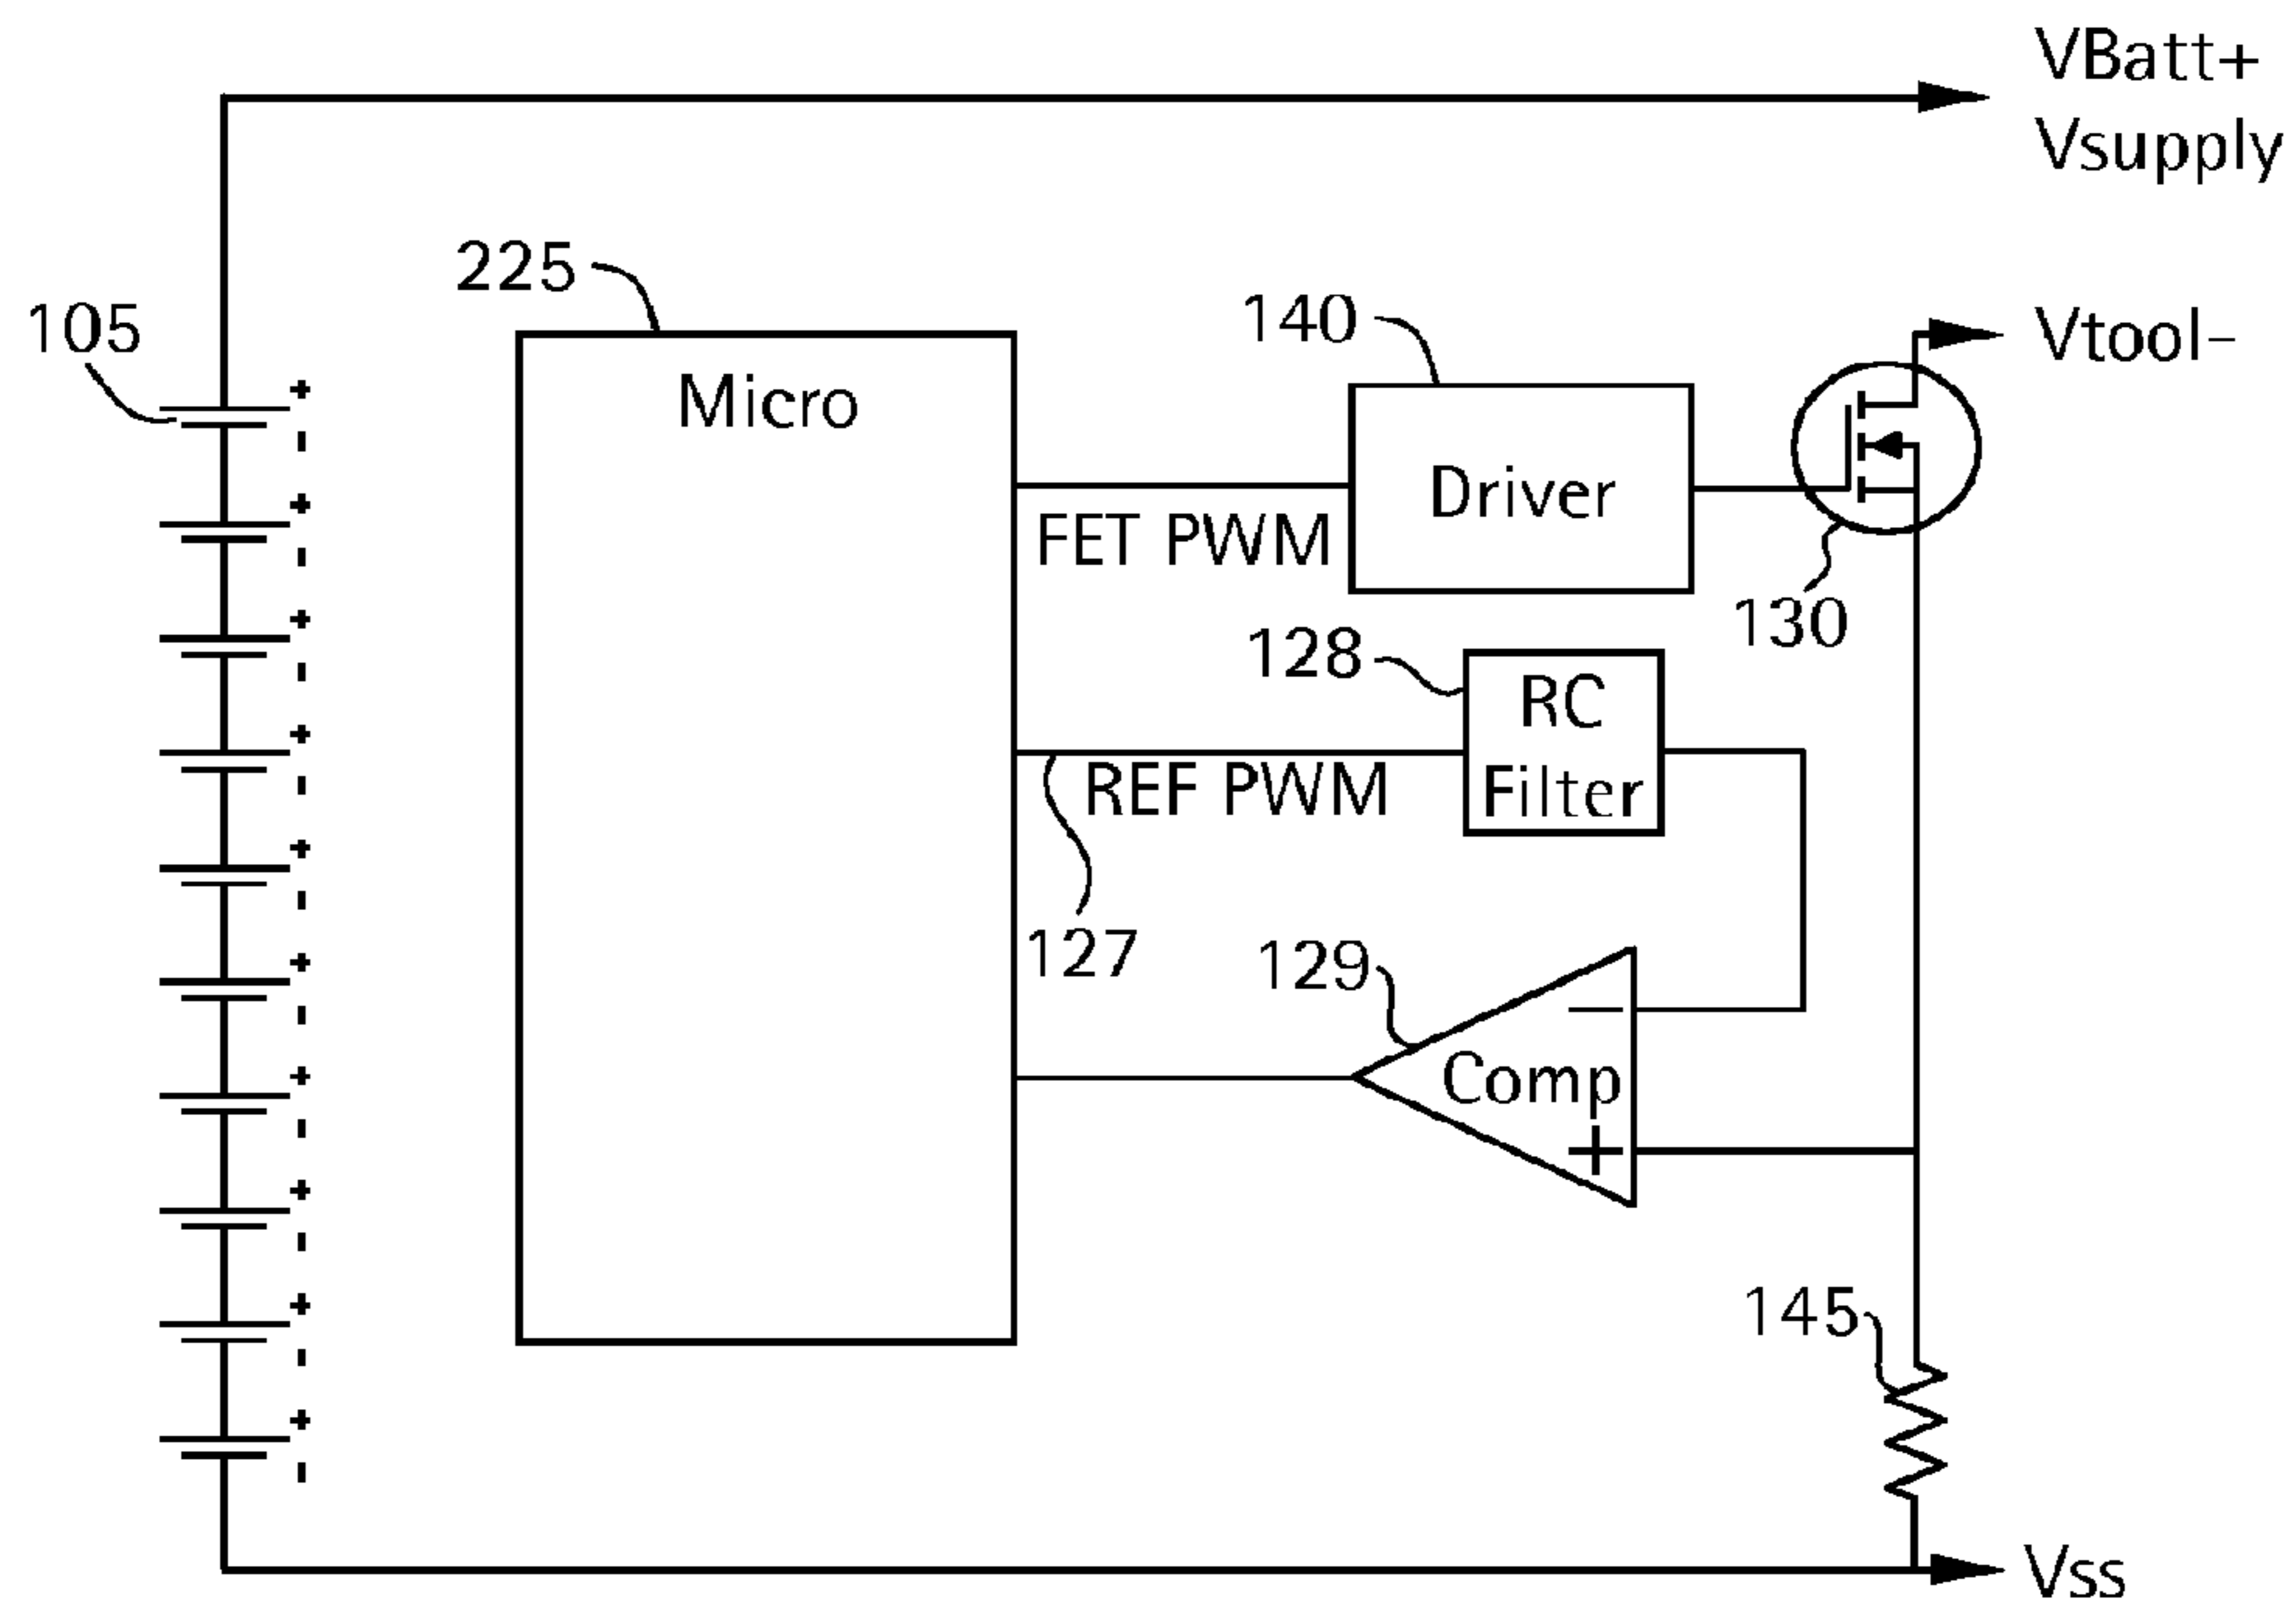 VBatt+
Vsupply
225
105
140
Vtool-
Micro
Driver
FET PWM
130
128
RC
Filter
REF PWM
127
129
Comp
145
Vss